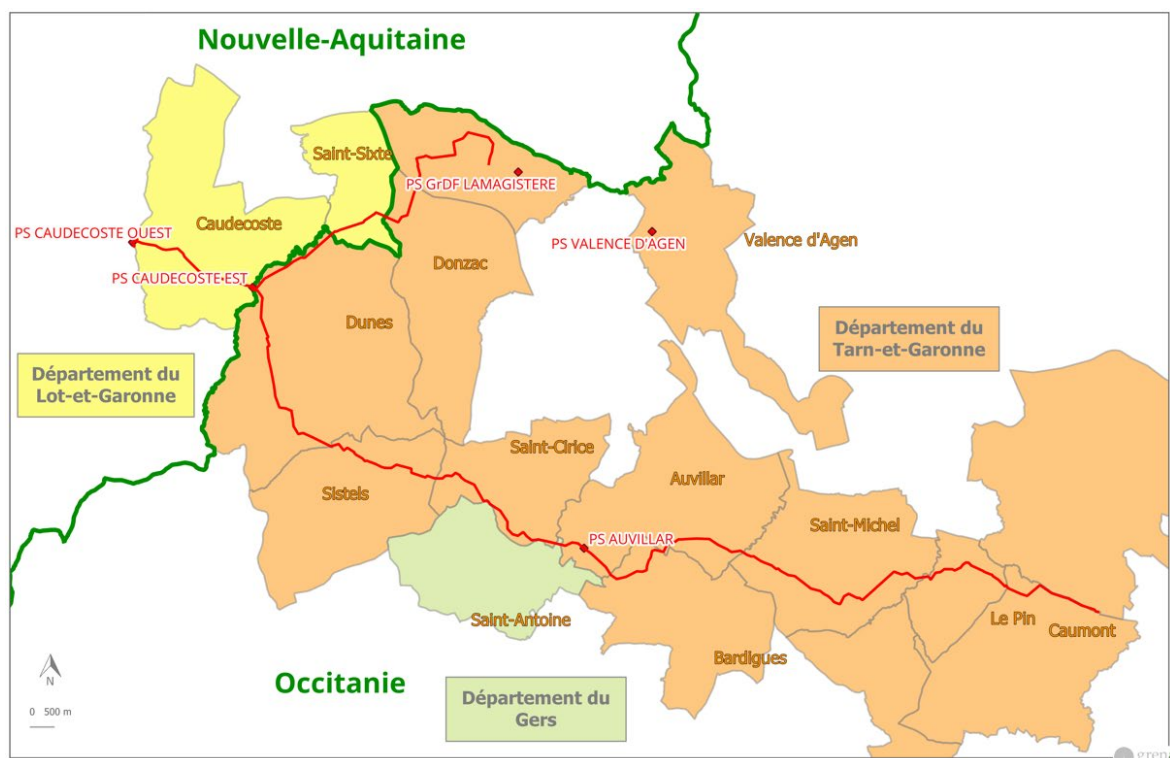 Nouvelle-Aquitaine
Saint-Sixte
PS GrDF LAMAGISTERE
Caudecoste
PS CAUDECOSTE OUEST
PS VALENCE D'AGEN
Valence d'Agen
Donzac
PS CAUDECOSTE EST
Dunes
Département du
Tarn-et-Garonne
Département du
Lot-et-Garonne
Saint-Cirice
Auvillar
Sistels
Saint-Michel
PS AUVILLAR
Saint-Antoine
Le Pin
Caumont
Bardigues
Occitanie
Département du
Gers
N
0 500 m